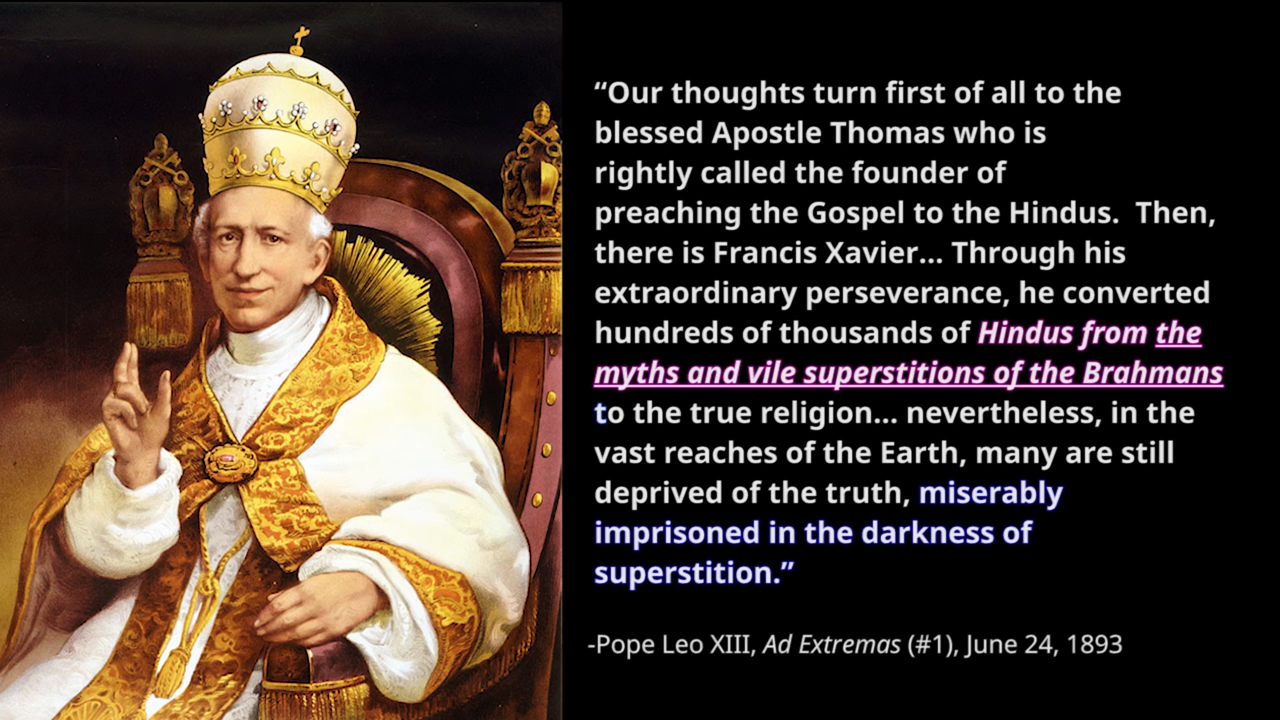 “Our thoughts turn first of all to the
blessed Apostle Thomas who is
rightly called the founder of
preaching the Gospel to the Hindus.  Then,
there is Francis Xavier... Through his
extraordinary perseverance, he converted
hundreds of thousands of Hindus from the
myths and vile superstitions of the Brahmans
to the true religion... nevertheless, in the
vast reaches of the Earth, many are still
deprived of the truth, miserably
imprisoned in the darkness of
superstition.”
-Pope Leo XIII, Ad Extremas (#1), June 24, 1893